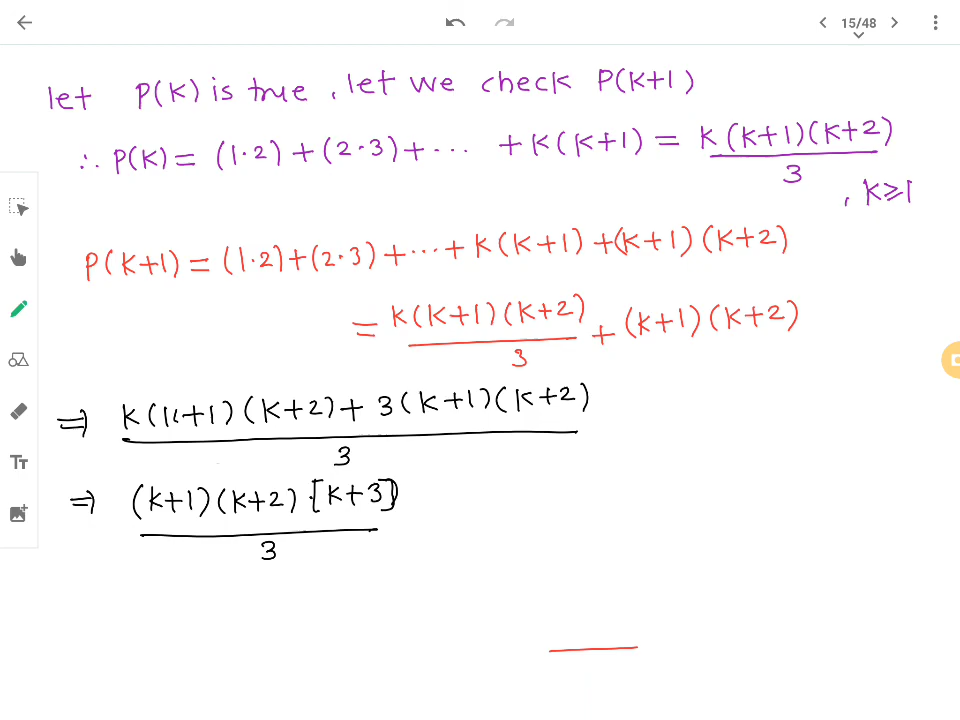 15/48
let P(K) is true, let we check P(K+1)
∴ P(K) = (1·2) + (2·3) + ... + K(K+1) = K(K+1)(K+2)/3 , K⩾1
P(K+1) = (1·2)+(2·3)+...+K(K+1)+(K+1)(K+2)
= K(K+1)(K+2)/3 + (K+1)(K+2)
⇒ K(K+1)(K+2)+3(K+1)(K+2)/3
⇒ (K+1)(K+2)·[K+3]/3
TT